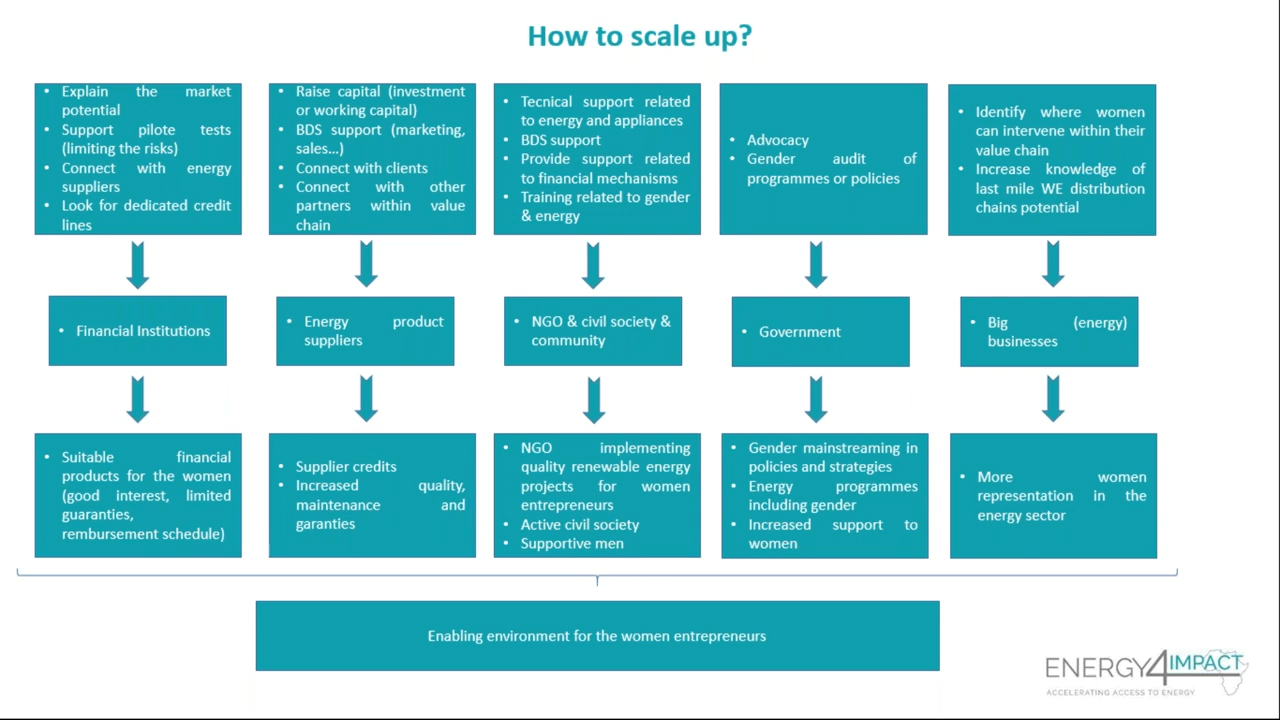 How to scale up?
• Explain the market
potential
• Support pilote tests
(limiting the risks)
• Connect with energy
suppliers
• Look for dedicated credit
lines
• Raise capital (investment
or working capital)
• BDS support (marketing,
sales…)
• Connect with clients
• Connect with other
partners within value
chain
• Tecnical support related
to energy and appliances
• BDS support
• Provide support related
to financial mechanisms
• Training related to gender
& energy
• Advocacy
• Gender audit of
programmes or policies
• Identify where women
can intervene within their
value chain
• Increase knowledge of
last mile WE distribution
chains potential
• Financial Institutions
• Energy product
suppliers
• NGO & civil society &
community
• Government
• Big (energy)
businesses
• Suitable financial
products for the women
(good interest, limited
guaranties,
rembursement schedule)
• Supplier credits
• Increased quality,
maintenance and
garanties
• NGO implementing
quality renewable energy
projects for women
entrepreneurs
• Active civil society
• Supportive men
• Gender mainstreaming in
policies and strategies
• Energy programmes
including gender
• Increased support to
women
• More women
representation in the
energy sector
Enabling environment for the women entrepreneurs
ENERGY4IMPACT
ACCELERATING ACCESS TO ENERGY